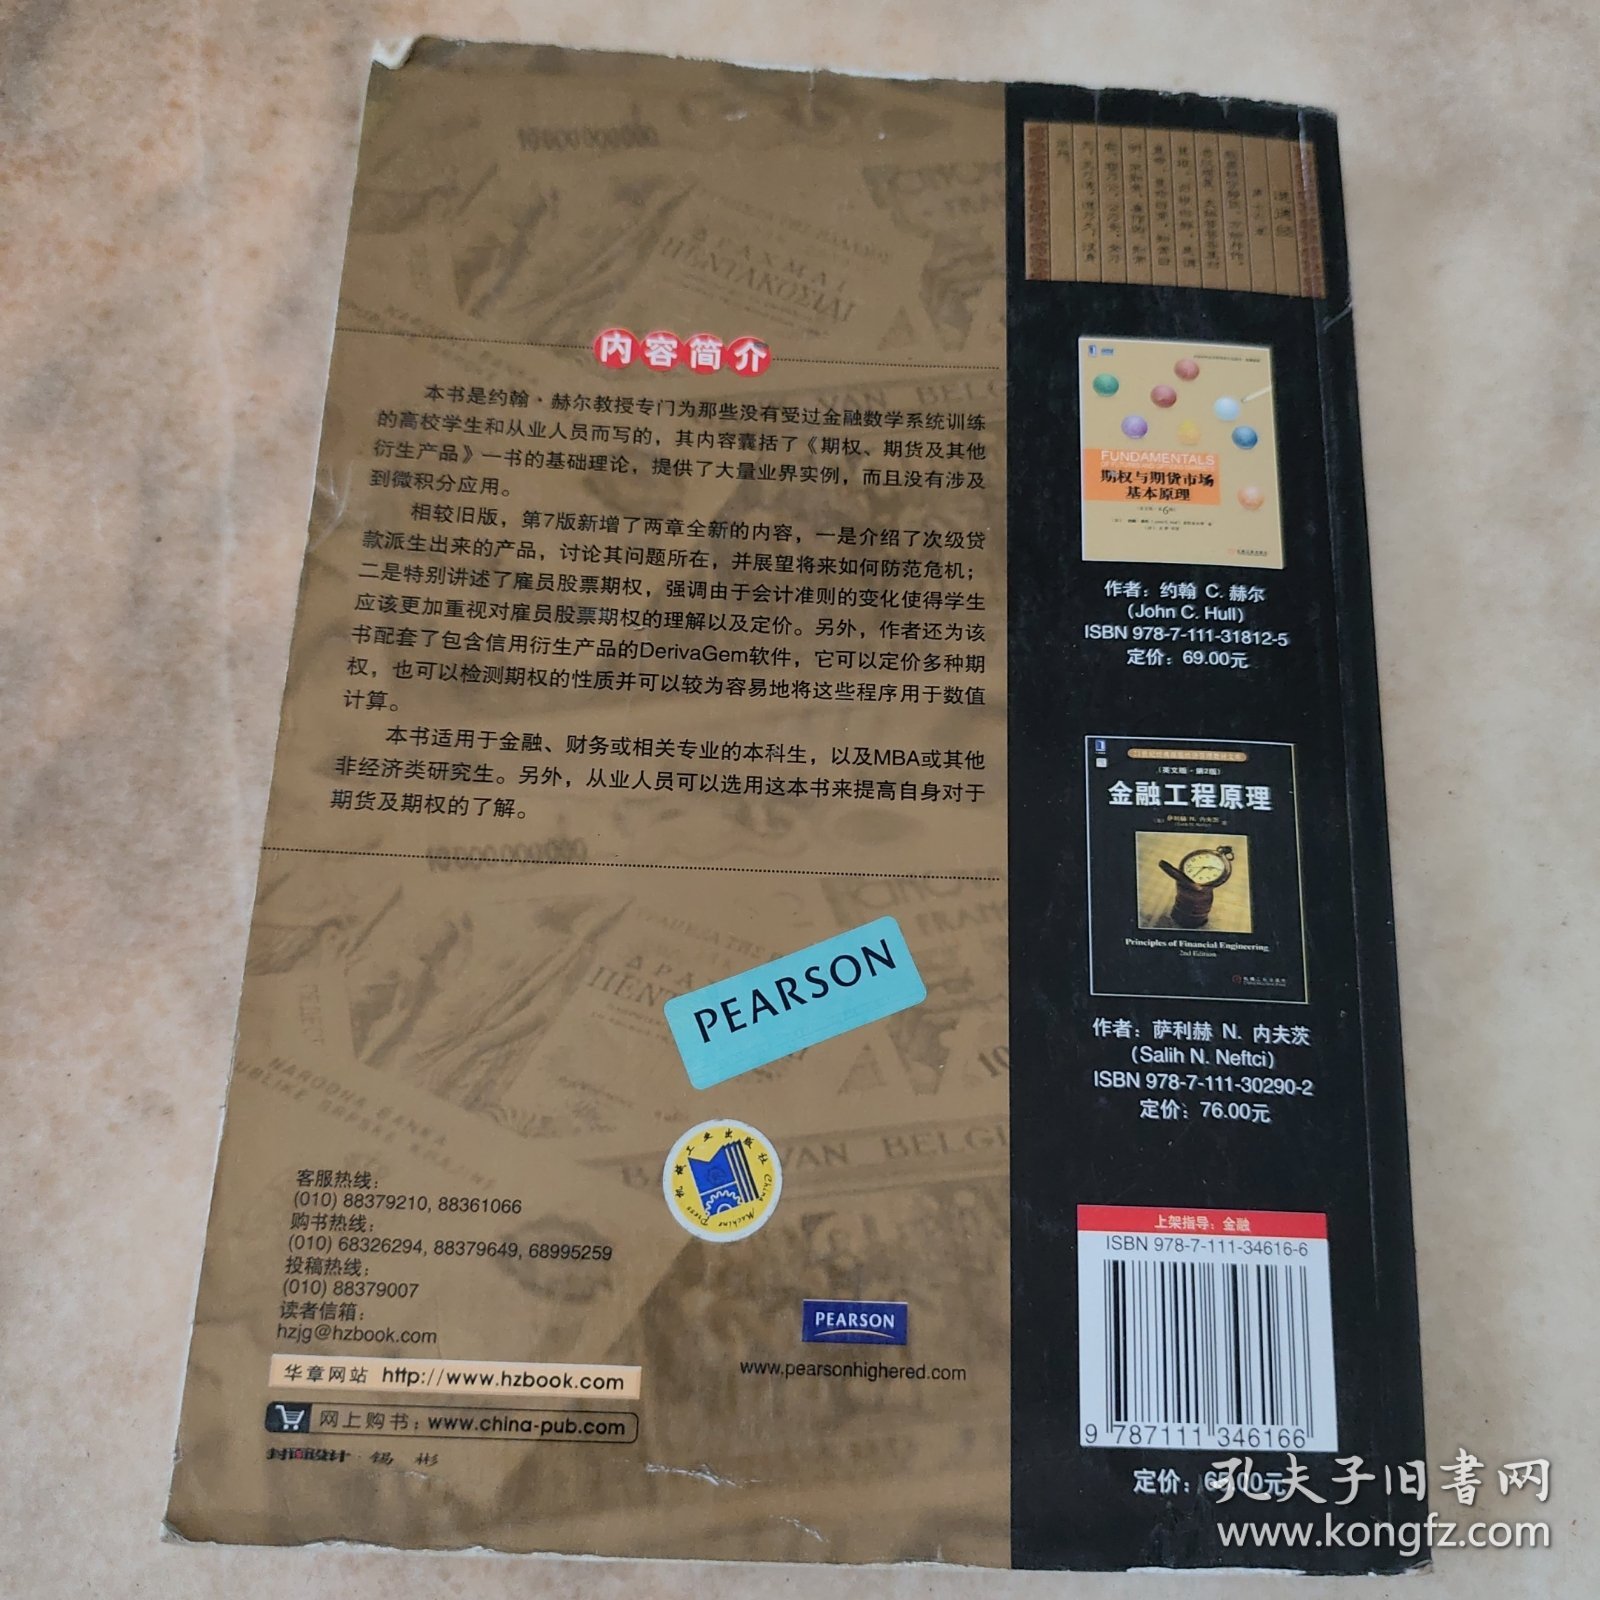 内容简介
本书是约翰·赫尔教授专门为那些没有受过金融数学系统训练
的高校学生和从业人员而写的，其内容囊括了《期权、期货及其他
衍生产品》一书的基础理论，提供了大量业界实例，而且没有涉及
到微积分应用。
相较旧版，第7版新增了两章全新的内容，一是介绍了次级贷
款派生出来的产品，讨论其问题所在，并展望将来如何防范危机；
二是特别讲述了雇员股票期权，强调由于会计准则的变化使得学生
应该更加重视对雇员股票期权的理解以及定价。另外，作者还为该
书配套了包含信用衍生产品的DerivaGem软件，它可以定价多种期
权，也可以检测期权的性质并可以较为容易地将这些程序用于数值
计算。
本书适用于金融、财务或相关专业的本科生，以及MBA或其他
非经济类研究生。另外，从业人员可以选用这本书来提高自身对于
期货及期权的了解。
PEARSON
机械工业出版社
China Machine Press
客服热线：
(010) 88379210, 88361066
购书热线：
(010) 68326294, 88379649, 68995259
投稿热线：
(010) 88379007
读者信箱：
hzjg@hzbook.com
华章网站 http://www.hzbook.com
网上购书：www.china-pub.com
封面设计·锡 彬
PEARSON
www.pearsonhighered.com
FUNDAMENTALS
期权与期货市场
基本原理
作者：约翰 C. 赫尔
(John C. Hull)
ISBN 978-7-111-31812-5
定价：69.00元
(英文版·第2版)
金融工程原理
Principles of Financial Engineering
2nd Edition
作者：萨利赫 N. 内夫茨
(Salih N. Neftci)
ISBN 978-7-111-30290-2
定价：76.00元
上架指导：金融
ISBN 978-7-111-34616-6
9 787111 346166
定价：65.00元
孔夫子旧书网
www.kongfz.com